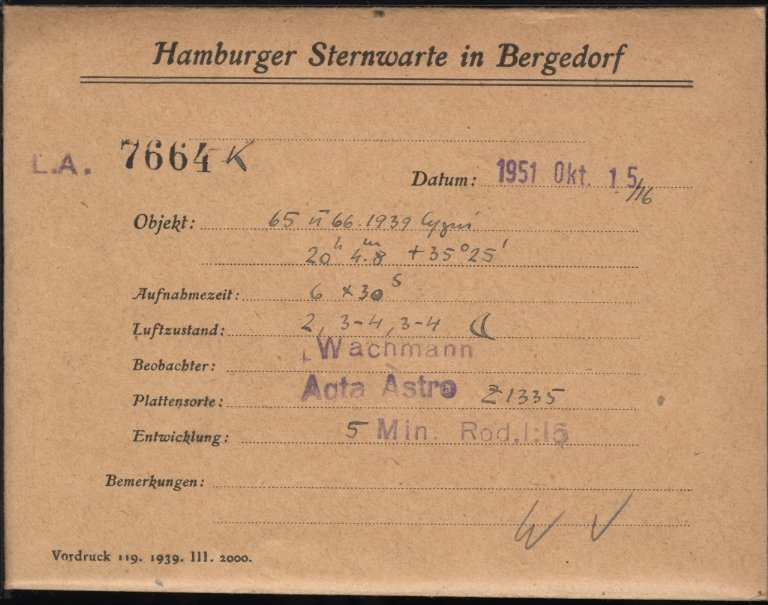 Hamburger Sternwarte in Bergedorf
L.A. 7664 K
Datum: 1951 Okt. 15/16
Objekt: 65 u 66.1939 Cygni
20ʰ 4.ᵐ8 +35°25'
Aufnahmezeit: 6 × 30ˢ
Luftzustand: 2, 3-4, 3-4
Beobachter: Wachmann
Plattensorte: Agfa Astro Z1335
Entwicklung: 5 Min. Rod. 1:15
Bemerkungen:
W V
Vordruck 119. 1939. III. 2000.